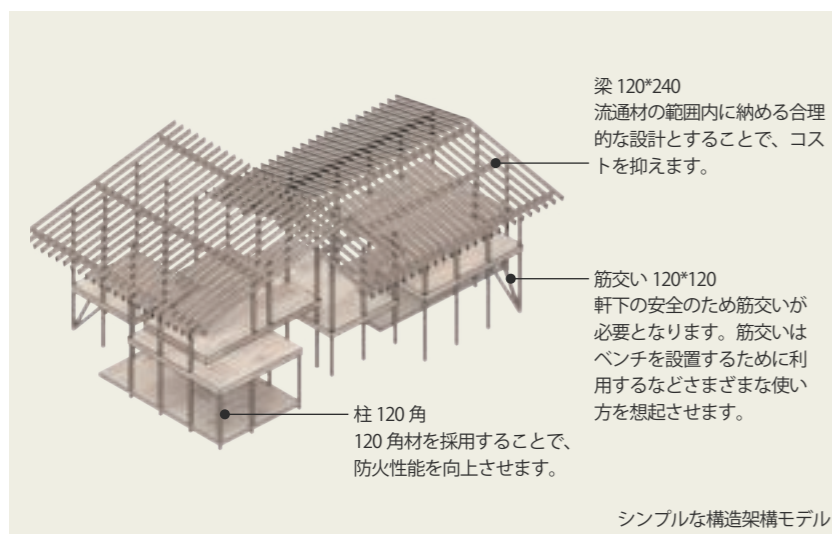 梁 120*240
流通材の範囲内に納める合理
的な設計とすることで、コス
トを抑えます。
筋交い 120*120
軒下の安全のため筋交いが
必要となります。筋交いは
ベンチを設置するために利
用するなどさまざまな使い
方を想起させます。
柱 120 角
120 角材を採用することで、
防火性能を向上させます。
シンプルな構造架構モデル